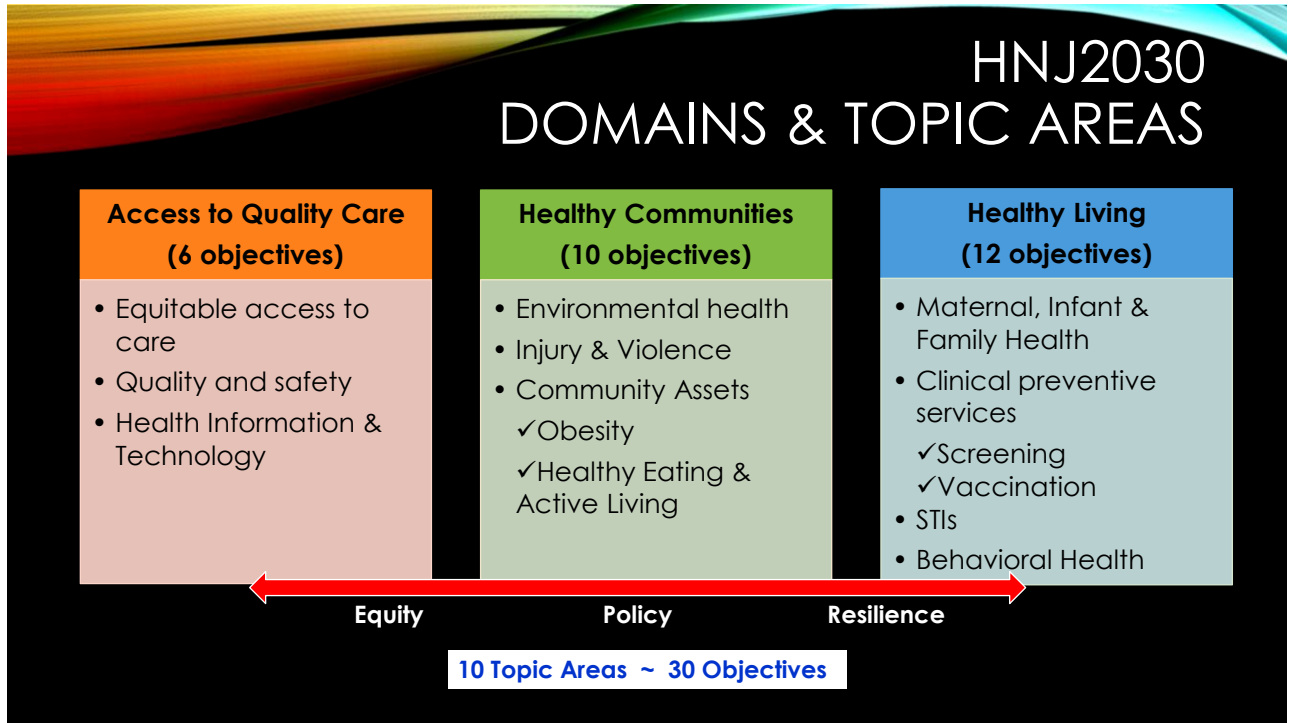 HNJ2030
DOMAINS & TOPIC AREAS
Access to Quality Care
(6 objectives)
• Equitable access to
care
• Quality and safety
• Health Information &
Technology
Healthy Communities
(10 objectives)
• Environmental health
• Injury & Violence
• Community Assets
✓Obesity
✓Healthy Eating &
Active Living
Healthy Living
(12 objectives)
• Maternal, Infant &
Family Health
• Clinical preventive
services
✓Screening
✓Vaccination
• STIs
• Behavioral Health
Equity Policy Resilience
10 Topic Areas ~ 30 Objectives